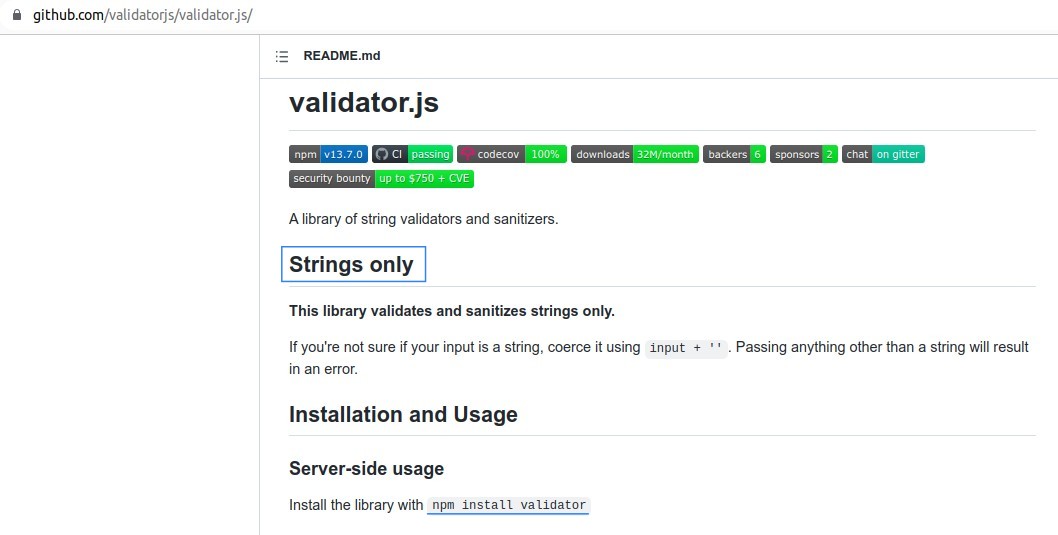 github.com/validatorjs/validator.js/
README.md
validator.js
npm v13.7.0 CI passing codecov 100% downloads 32M/month backers 6 sponsors 2 chat on gitter
security bounty up to $750 + CVE
A library of string validators and sanitizers.
Strings only
This library validates and sanitizes strings only.
If you're not sure if your input is a string, coerce it using input + ''. Passing anything other than a string will result
in an error.
Installation and Usage
Server-side usage
Install the library with npm install validator